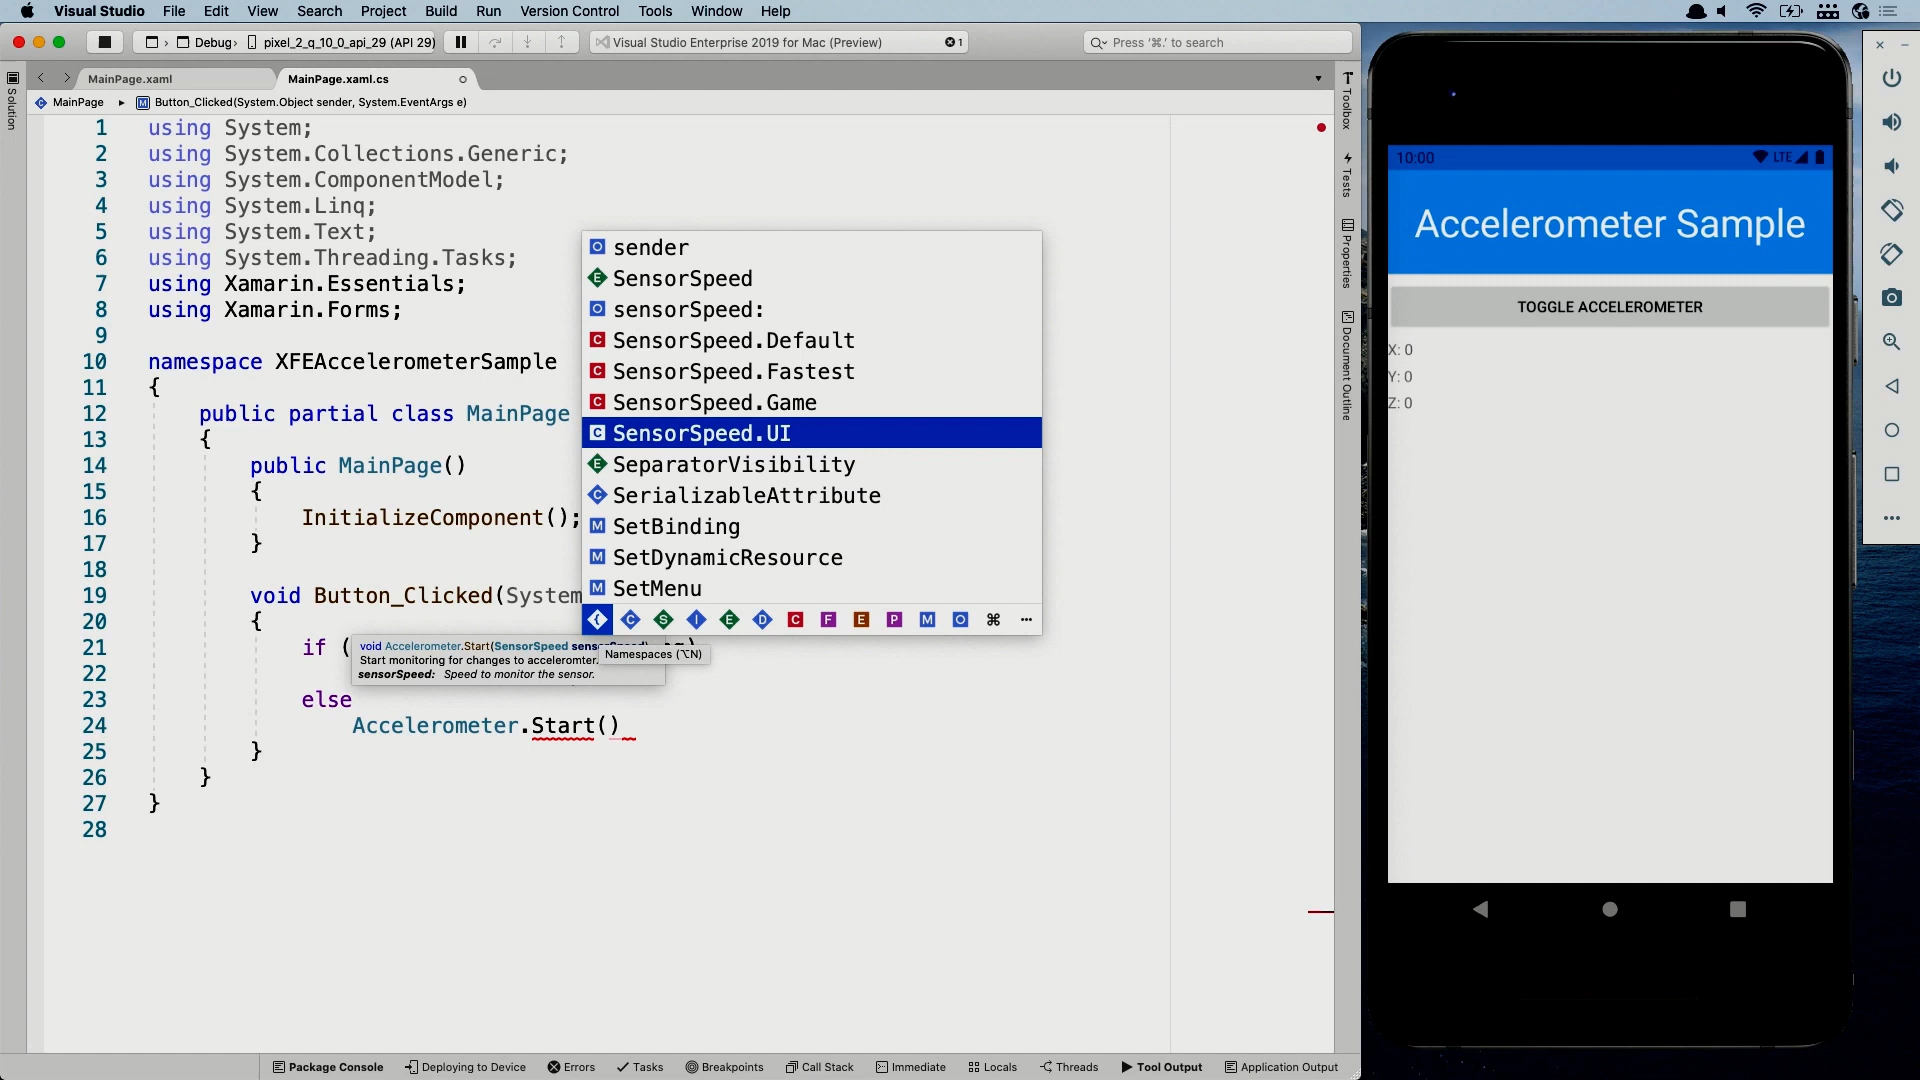 Visual Studio File Edit View Search Project Build Run Version Control Tools Window Help
Debug pixel_2_q_10_0_api_29 (API 29) Visual Studio Enterprise 2019 for Mac (Preview) 1 Press ‘⌘.’ to search
MainPage.xaml MainPage.xaml.cs
MainPage Button_Clicked(System.Object sender, System.EventArgs e)
Solution
1 using System;
2 using System.Collections.Generic;
3 using System.ComponentModel;
4 using System.Linq;
5 using System.Text;
6 using System.Threading.Tasks;
7 using Xamarin.Essentials;
8 using Xamarin.Forms;
9
10 namespace XFEAccelerometerSample
11 {
12 public partial class MainPage
13 {
14 public MainPage()
15 {
16 InitializeComponent();
17 }
18
19 void Button_Clicked(System
20 {
21 if (
22
23 else
24 Accelerometer.Start()
25 }
26 }
27 }
28
sender
SensorSpeed
sensorSpeed:
SensorSpeed.Default
SensorSpeed.Fastest
SensorSpeed.Game
SensorSpeed.UI
SeparatorVisibility
SerializableAttribute
SetBinding
SetDynamicResource
SetMenu
void Accelerometer.Start(SensorSpeed
Start monitoring for changes to acceleromter.
sensorSpeed: Speed to monitor the sensor.
Namespaces (⌥N)
Toolbox
Tests
Properties
Document Outline
Package Console Deploying to Device Errors Tasks Breakpoints Call Stack Immediate Locals Threads Tool Output Application Output
10:00 LTE
Accelerometer Sample
TOGGLE ACCELEROMETER
X: 0
Y: 0
Z: 0